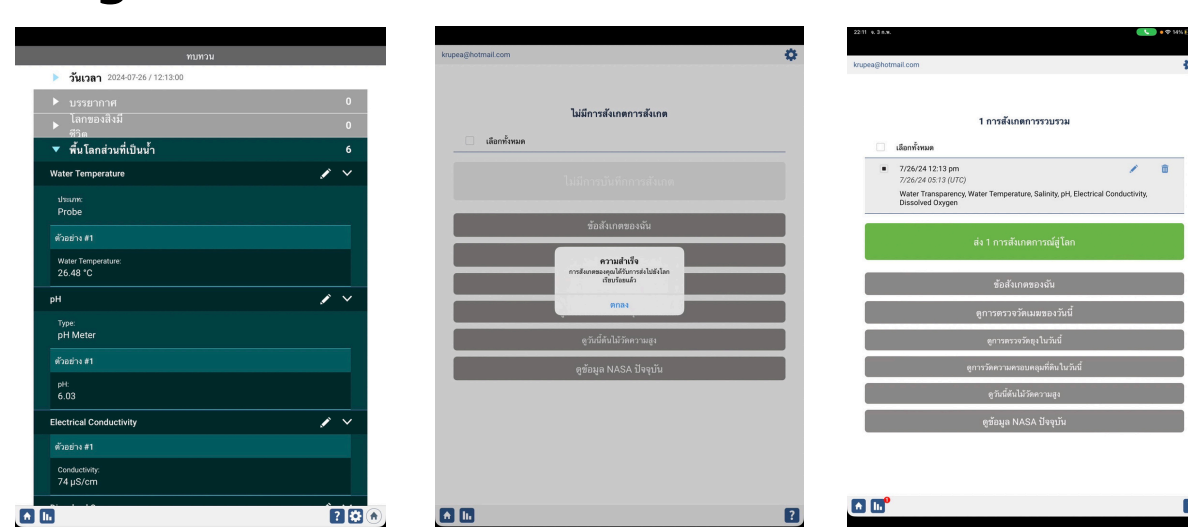 ทบทวน
วันเวลา 2024-07-26 / 12:13:00
บรรยากาศ 0
โลกของสิ่งมี
ชีวิต 0
พื้นโลกส่วนที่เป็นน้ำ 6
Water Temperature
ประเภท:
Probe
ตัวอย่าง #1
Water Temperature:
26.48 °C
pH
Type:
pH Meter
ตัวอย่าง #1
pH:
6.03
Electrical Conductivity
ตัวอย่าง #1
Conductivity:
74 µS/cm
krupea@hotmail.com
ไม่มีการสังเกตการสังเกต
เลือกทั้งหมด
ไม่มีการบันทึกการสังเกต
ข้อสังเกตของฉัน
ความสำเร็จ
การสังเกตของคุณได้รับการส่งไปยังโลก
เรียบร้อยแล้ว
ตกลง
ดูวันนี้ต้นไม้วัดความสูง
ดูข้อมูล NASA ปัจจุบัน
?
22:11 จ. 3 ก.พ. 14%
krupea@hotmail.com
1 การสังเกตการรวบรวม
เลือกทั้งหมด
7/26/24 12:13 pm
7/26/24 05:13 (UTC)
Water Transparency, Water Temperature, Salinity, pH, Electrical Conductivity,
Dissolved Oxygen
ส่ง 1 การสังเกตการณ์สู่โลก
ข้อสังเกตของฉัน
ดูการตรวจวัดเมฆของวันนี้
ดูการตรวจวัดยุงในวันนี้
ดูการวัดความครอบคลุมที่ดินในวันนี้
ดูวันนี้ต้นไม้วัดความสูง
ดูข้อมูล NASA ปัจจุบัน